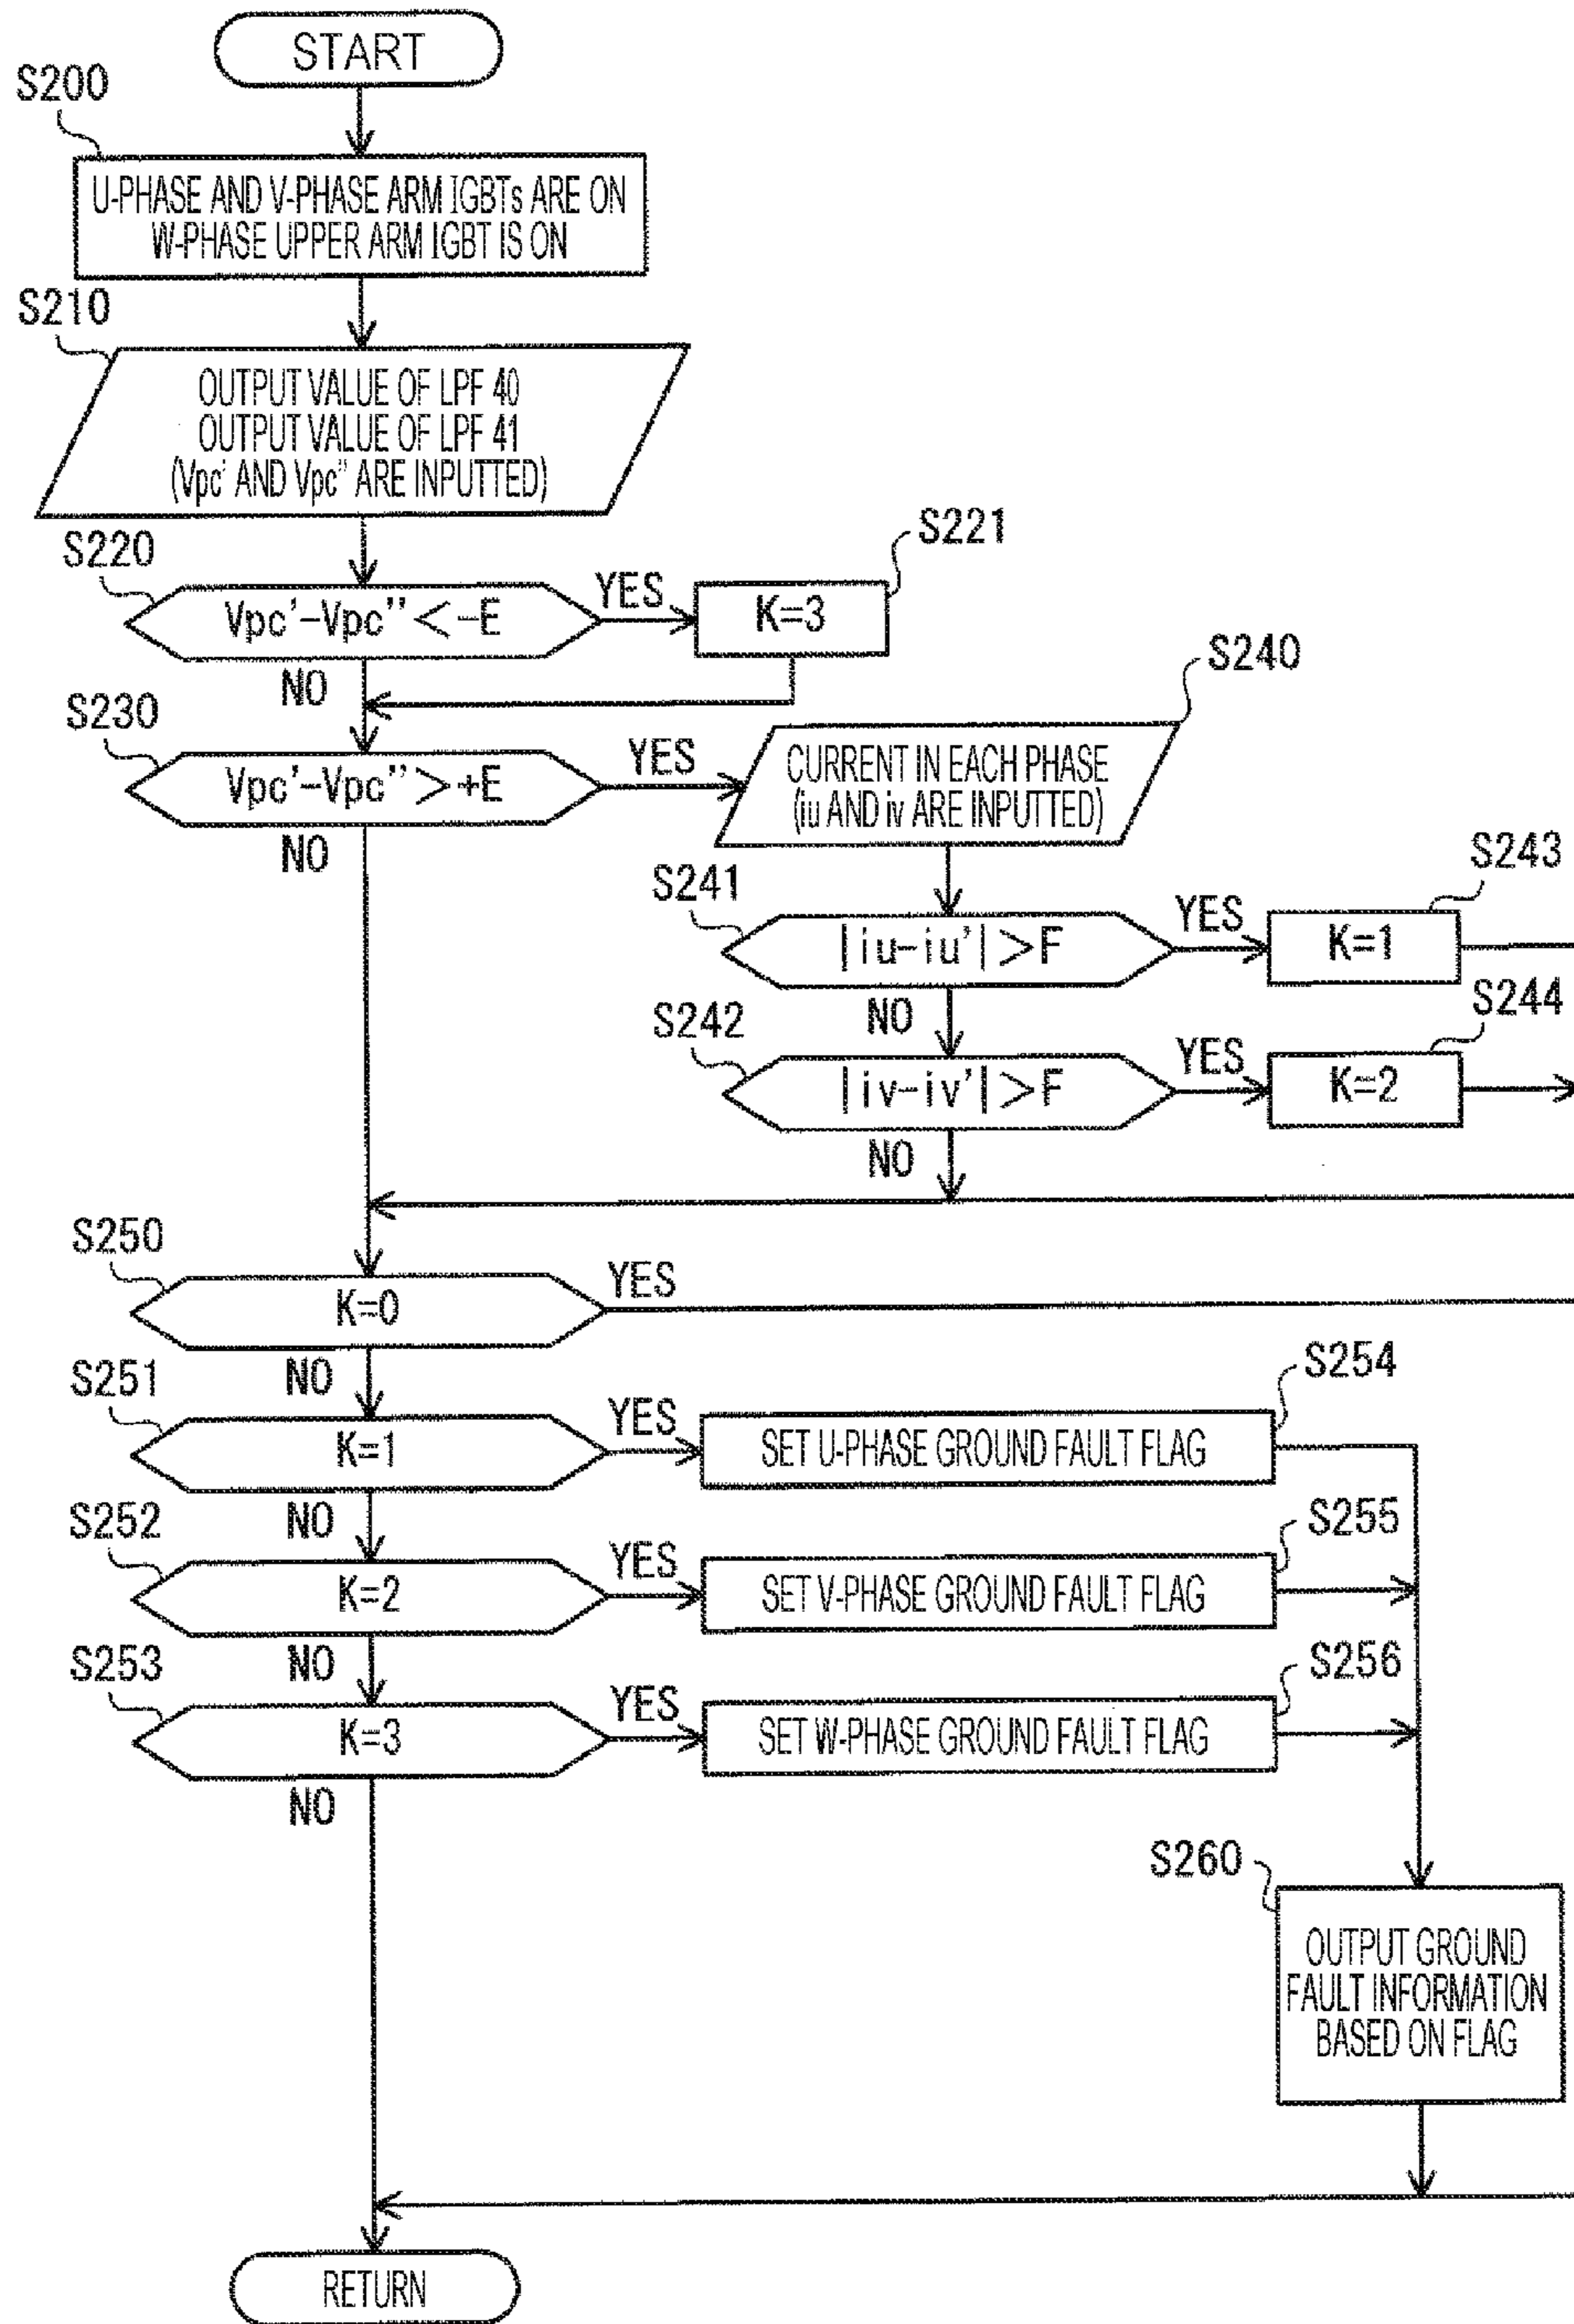 START
S200
U-PHASE AND V-PHASE ARM IGBTs ARE ON
W-PHASE UPPER ARM IGBT IS ON
S210
OUTPUT VALUE OF LPF 40
OUTPUT VALUE OF LPF 41
(Vpc' AND Vpc'' ARE INPUTTED)
S220
Vpc'-Vpc''<-E
YES
NO
S221
K=3
S230
Vpc'-Vpc''>+E
YES
NO
S240
CURRENT IN EACH PHASE
(iu AND iv ARE INPUTTED)
S241
|iu-iu'|>F
YES
NO
S243
K=1
S242
|iv-iv'|>F
YES
NO
S244
K=2
S250
K=0
YES
NO
S251
K=1
YES
NO
S254
SET U-PHASE GROUND FAULT FLAG
S252
K=2
YES
NO
S255
SET V-PHASE GROUND FAULT FLAG
S253
K=3
YES
NO
S256
SET W-PHASE GROUND FAULT FLAG
S260
OUTPUT GROUND
FAULT INFORMATION
BASED ON FLAG
RETURN